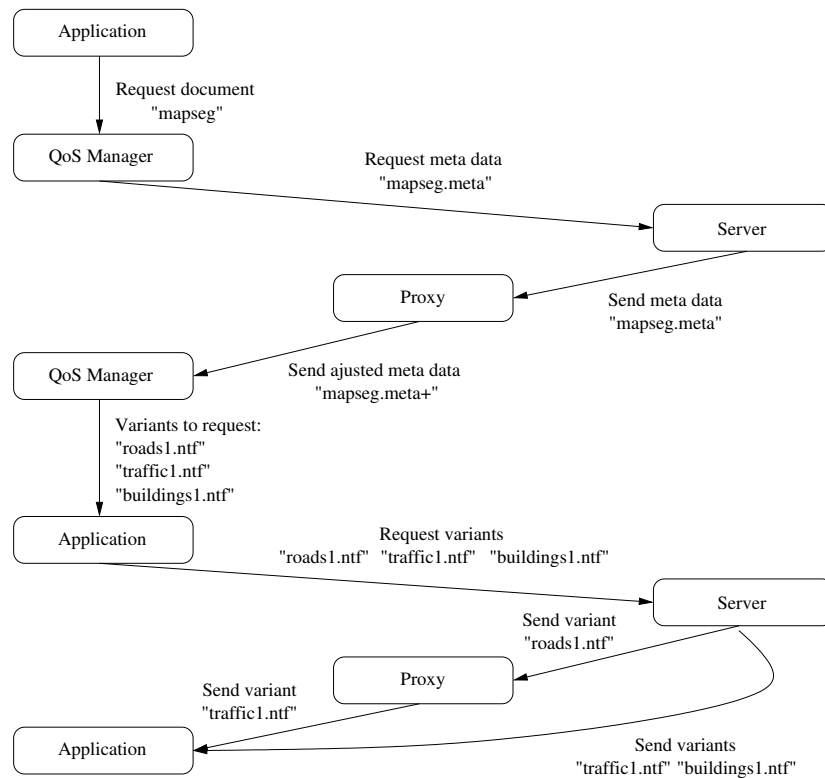 Application
Request document
"mapseg"
QoS Manager
Request meta data
"mapseg.meta"
Server
Proxy
Send meta data
"mapseg.meta"
QoS Manager
Send ajusted meta data
"mapseg.meta+"
Variants to request:
"roads1.ntf"
"traffic1.ntf"
"buildings1.ntf"
Application
Request variants
"roads1.ntf" "traffic1.ntf" "buildings1.ntf"
Server
Send variant
"roads1.ntf"
Proxy
Send variant
"traffic1.ntf"
Application
Send variants
"traffic1.ntf" "buildings1.ntf"